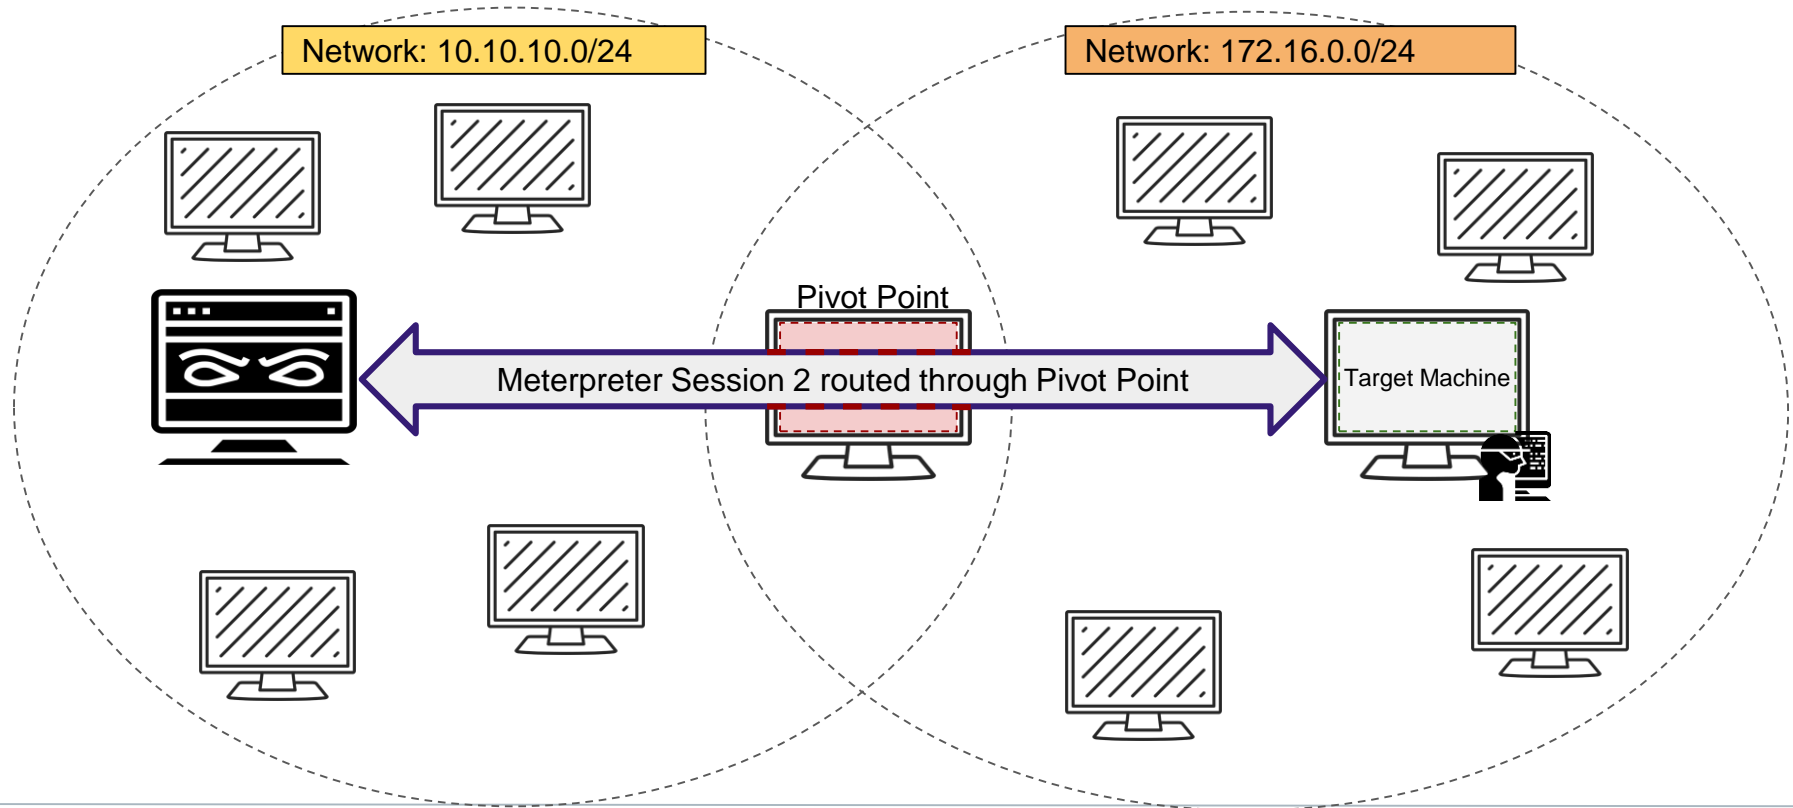 Network: 10.10.10.0/24
Network: 172.16.0.0/24
Pivot Point
Meterpreter Session 2 routed through Pivot Point
Target Machine